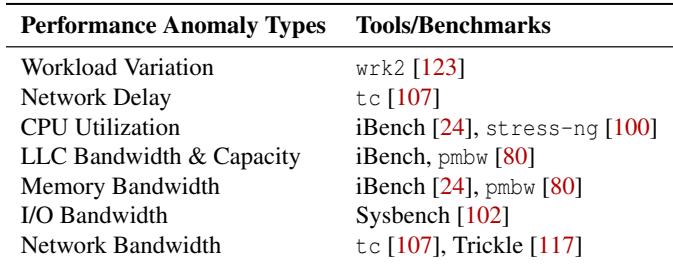 Performance Anomaly Types Tools/Benchmarks
Workload Variation wrk2 [123]
Network Delay tc [107]
CPU Utilization iBench [24], stress-ng [100]
LLC Bandwidth & Capacity iBench, pmbw [80]
Memory Bandwidth iBench [24], pmbw [80]
I/O Bandwidth Sysbench [102]
Network Bandwidth tc [107], Trickle [117]